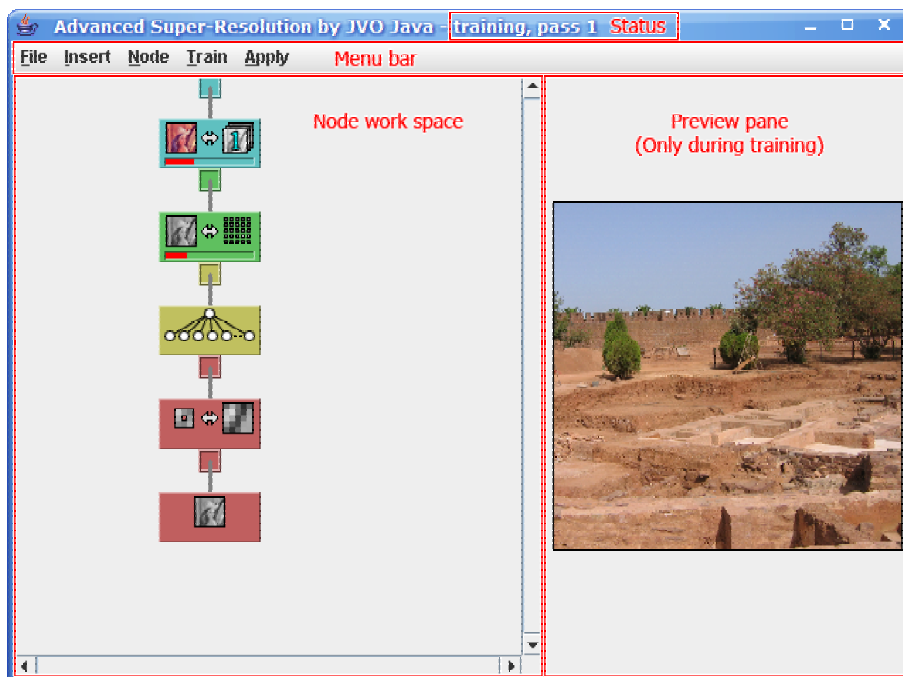 Advanced Super-Resolution by JVO Java - training, pass 1 Status
File Insert Node Train Apply Menu bar
Node work space
Preview pane
(Only during training)
1